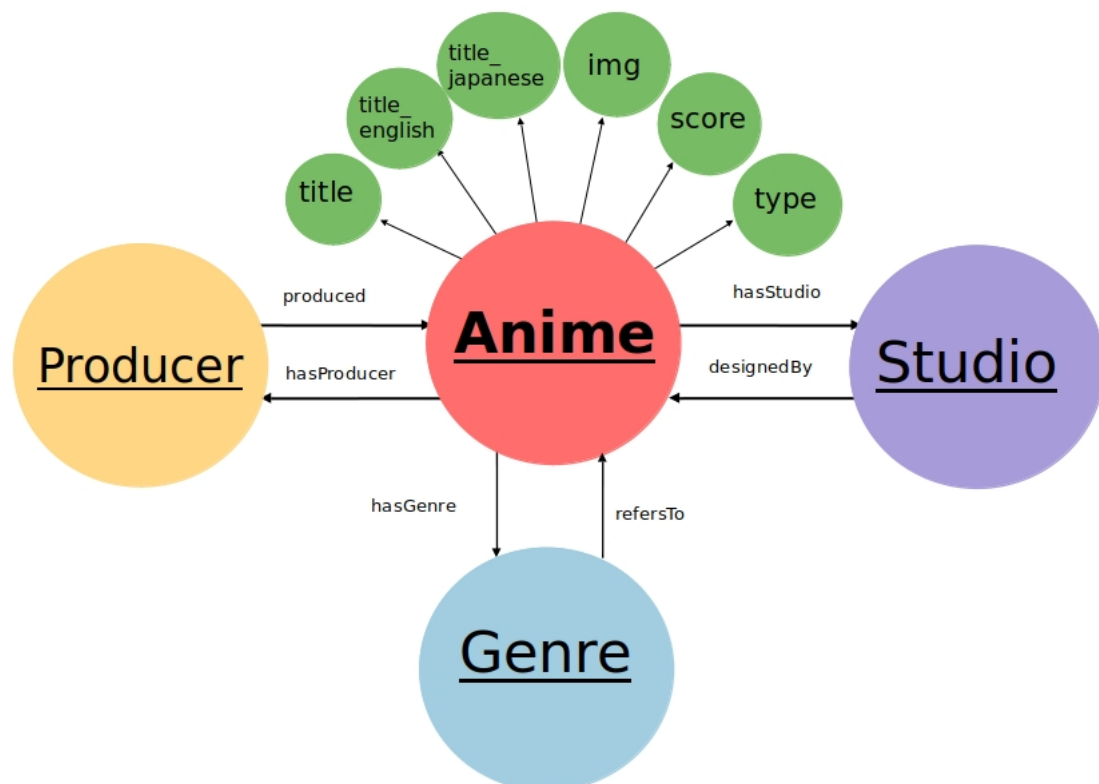 title_
japanese
img
title_
english
score
title
type
produced
hasStudio
Anime
Producer
hasProducer
designedBy
Studio
hasGenre
refersTo
Genre